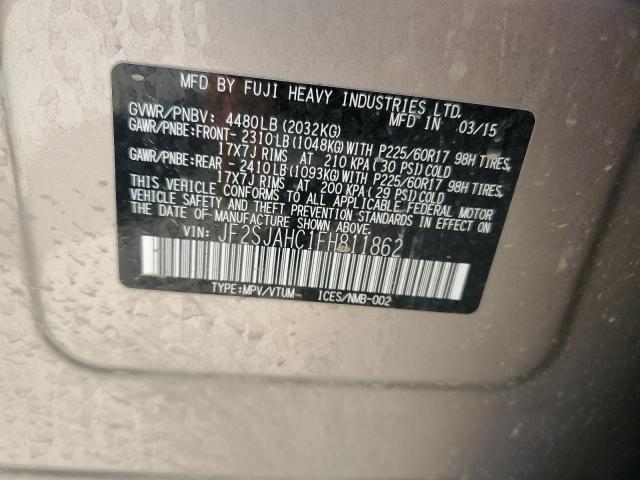 MFD BY FUJI HEAVY INDUSTRIES LTD.
GVWR/PNBV: 4480LB (2032KG) MFD IN 03/15
GAWR/PNBE:FRONT- 2310LB (1048KG) WITH P225/60R17 98H TIRES,
17X7J RIMS AT 210 KPA ( 30 PSI) COLD
GAWR/PNBE: REAR - 2410LB (1093KG) WITH P225/60R17 98H TIRES,
17X7J RIMS AT 200 KPA (29 PSI) COLD
THIS VEHICLE CONFORMS TO ALL APPLICABLE FEDERAL MOTOR
VEHICLE SAFETY AND THEFT PREVENTION STANDARDS IN EFFECT ON
THE DATE OF MANUFACTURE SHOWN ABOVE.
VIN: JF2SJAHC1FH811862
TYPE:MPV/VTUM- ICES/NMB-002